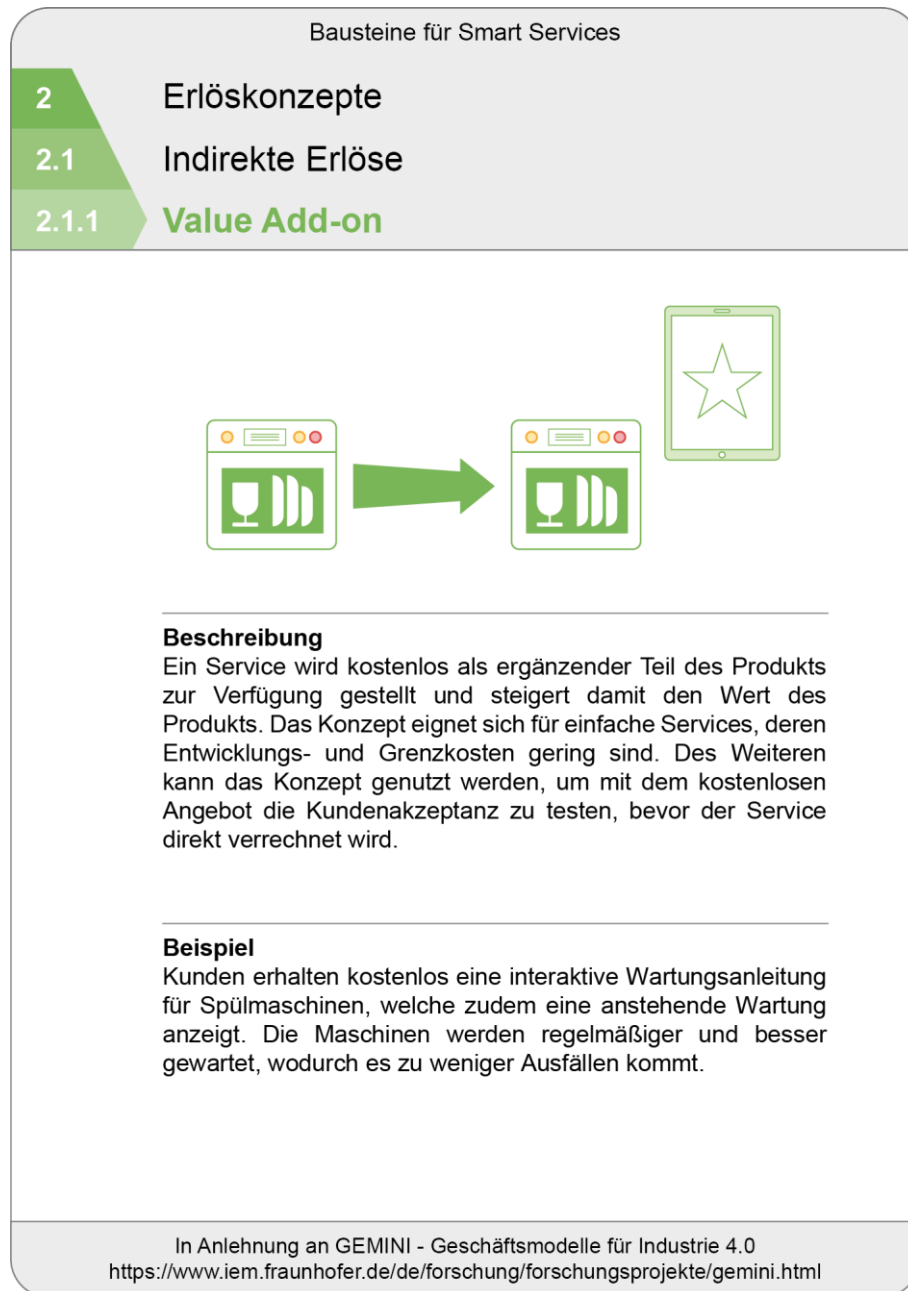 Bausteine für Smart Services
2 Erlöskonzepte
2.1 Indirekte Erlöse
2.1.1 Value Add-on
Beschreibung
Ein Service wird kostenlos als ergänzender Teil des Produkts
zur Verfügung gestellt und steigert damit den Wert des
Produkts. Das Konzept eignet sich für einfache Services, deren
Entwicklungs- und Grenzkosten gering sind. Des Weiteren
kann das Konzept genutzt werden, um mit dem kostenlosen
Angebot die Kundenakzeptanz zu testen, bevor der Service
direkt verrechnet wird.
Beispiel
Kunden erhalten kostenlos eine interaktive Wartungsanleitung
für Spülmaschinen, welche zudem eine anstehende Wartung
anzeigt. Die Maschinen werden regelmäßiger und besser
gewartet, wodurch es zu weniger Ausfällen kommt.
In Anlehnung an GEMINI - Geschäftsmodelle für Industrie 4.0
https://www.iem.fraunhofer.de/de/forschung/forschungsprojekte/gemini.html